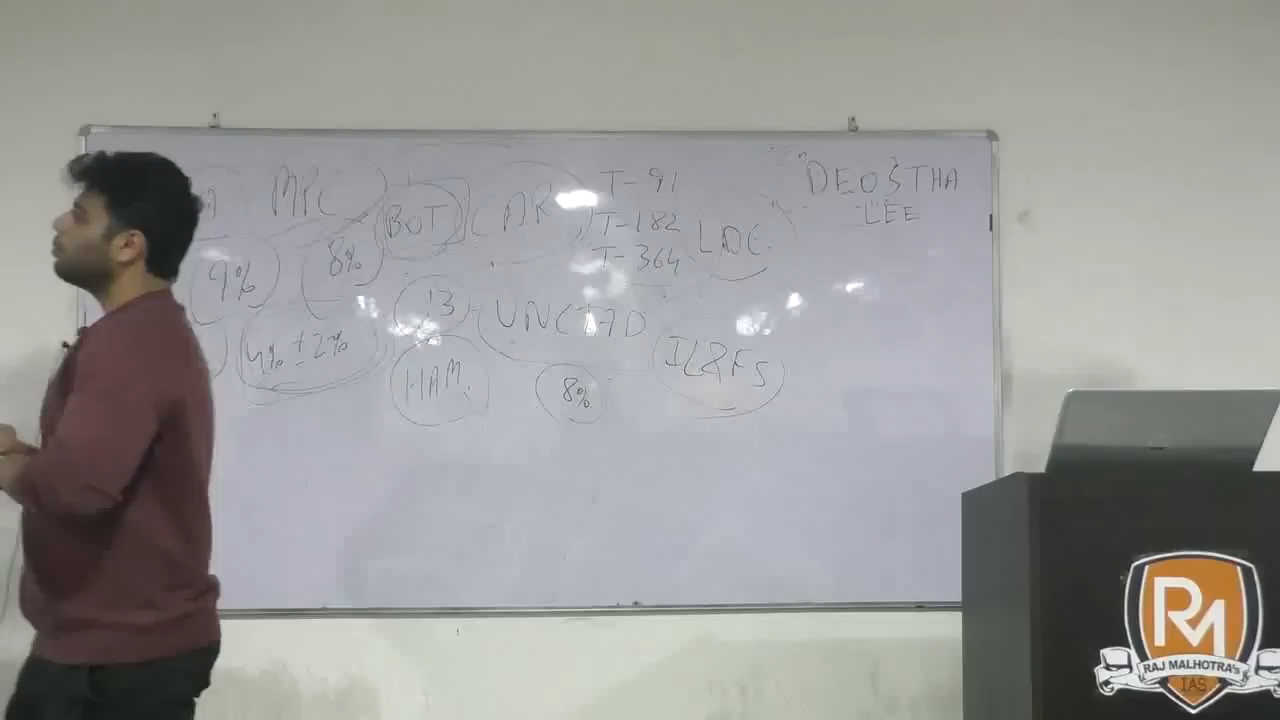 MPC BOT AR T-91
T-182
T-364
LDC
"DEOSTHA
LEE
9% 8%
13 UNCTAD
4% ± 2%
HAM 8% IL&FS
RM
RAJ MALHOTRA's
IAS